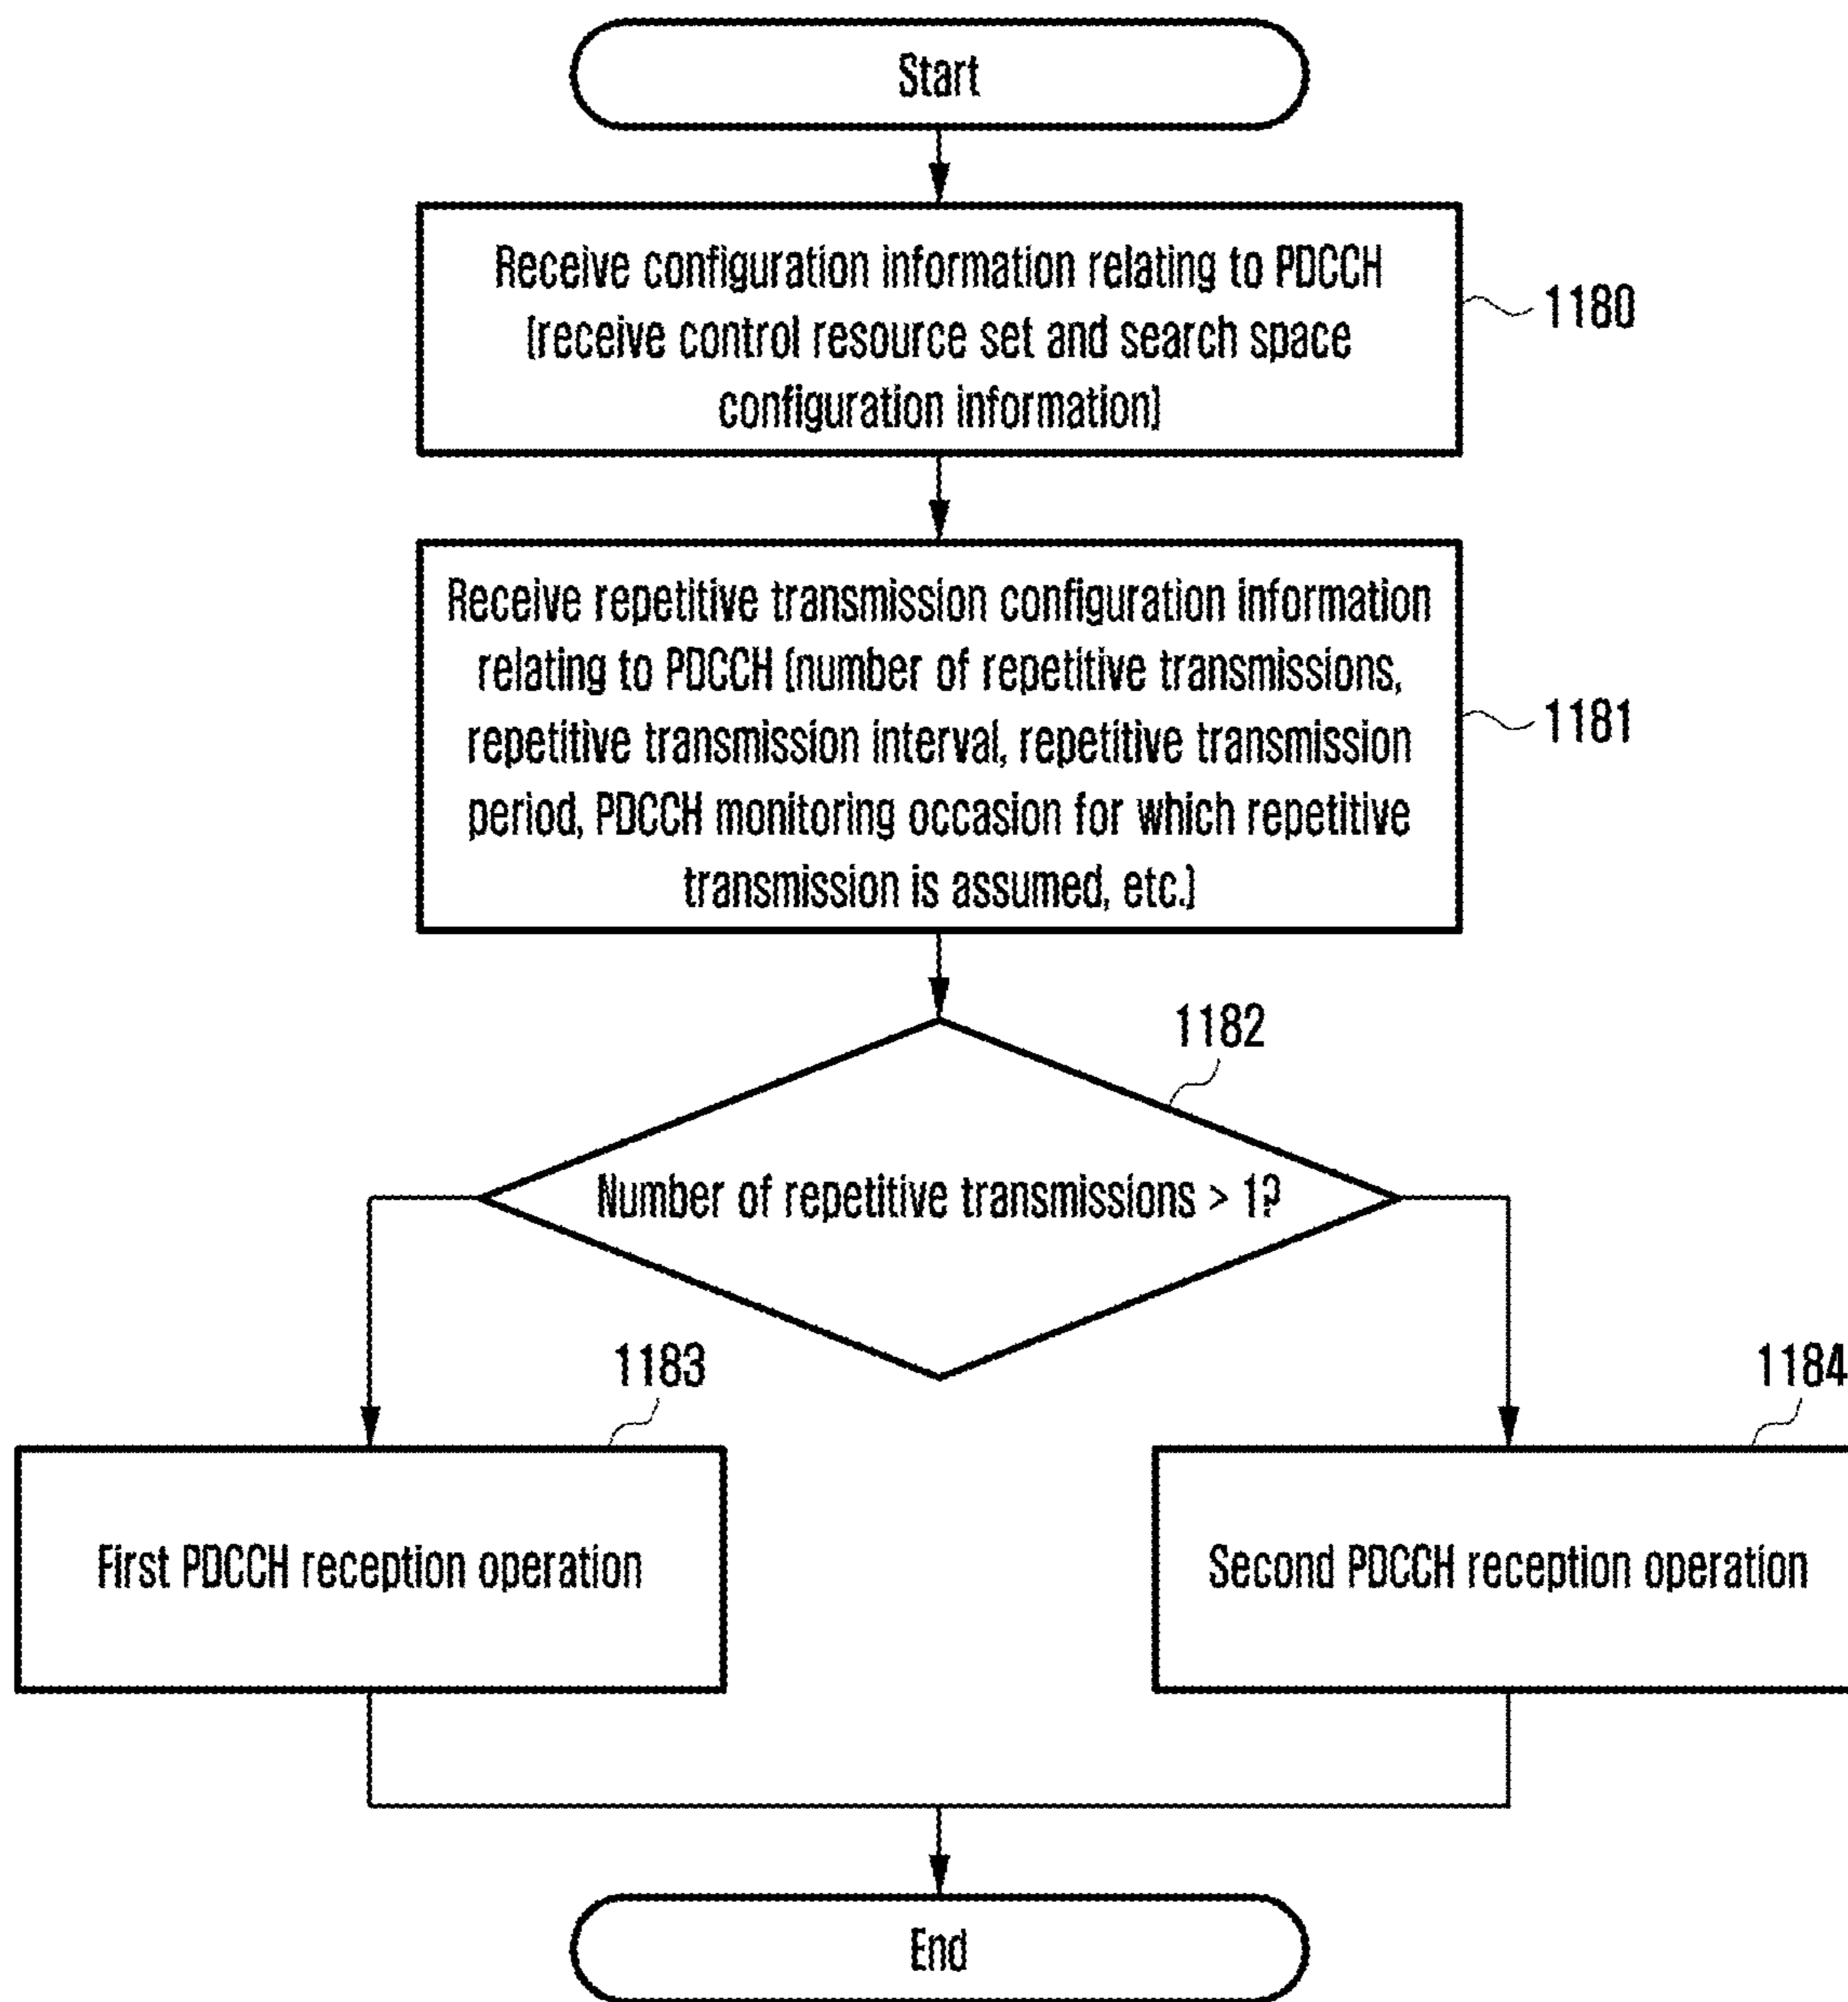 Start
Receive configuration information relating to PDCCH
(receive control resource set and search space
configuration information)
1180
Receive repetitive transmission configuration information
relating to PDCCH (number of repetitive transmissions,
repetitive transmission interval, repetitive transmission
period, PDCCH monitoring occasion for which repetitive
transmission is assumed, etc.)
1181
1182
Number of repetitive transmissions > 1?
1183
1184
First PDCCH reception operation
Second PDCCH reception operation
End